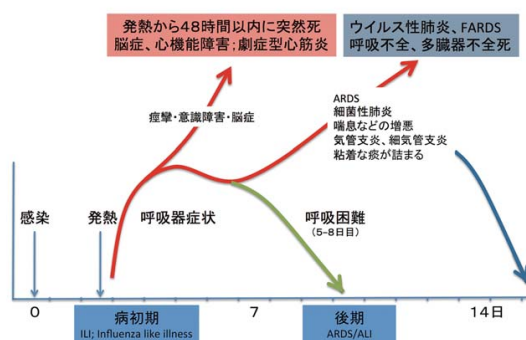 発熱から48時間以内に突然死
脳症、心機能障害；劇症型心筋炎
ウイルス性肺炎、FARDS
呼吸不全、多臓器不全死
痙攣・意識障害・脳症
ARDS
細菌性肺炎
喘息などの増悪
気管支炎、細気管支炎
粘着な痰が詰まる
感染
発熱
呼吸器症状
呼吸困難
(5-8日目)
0
7
14日
病初期
ILI; Influenza like illness
後期
ARDS/ALI